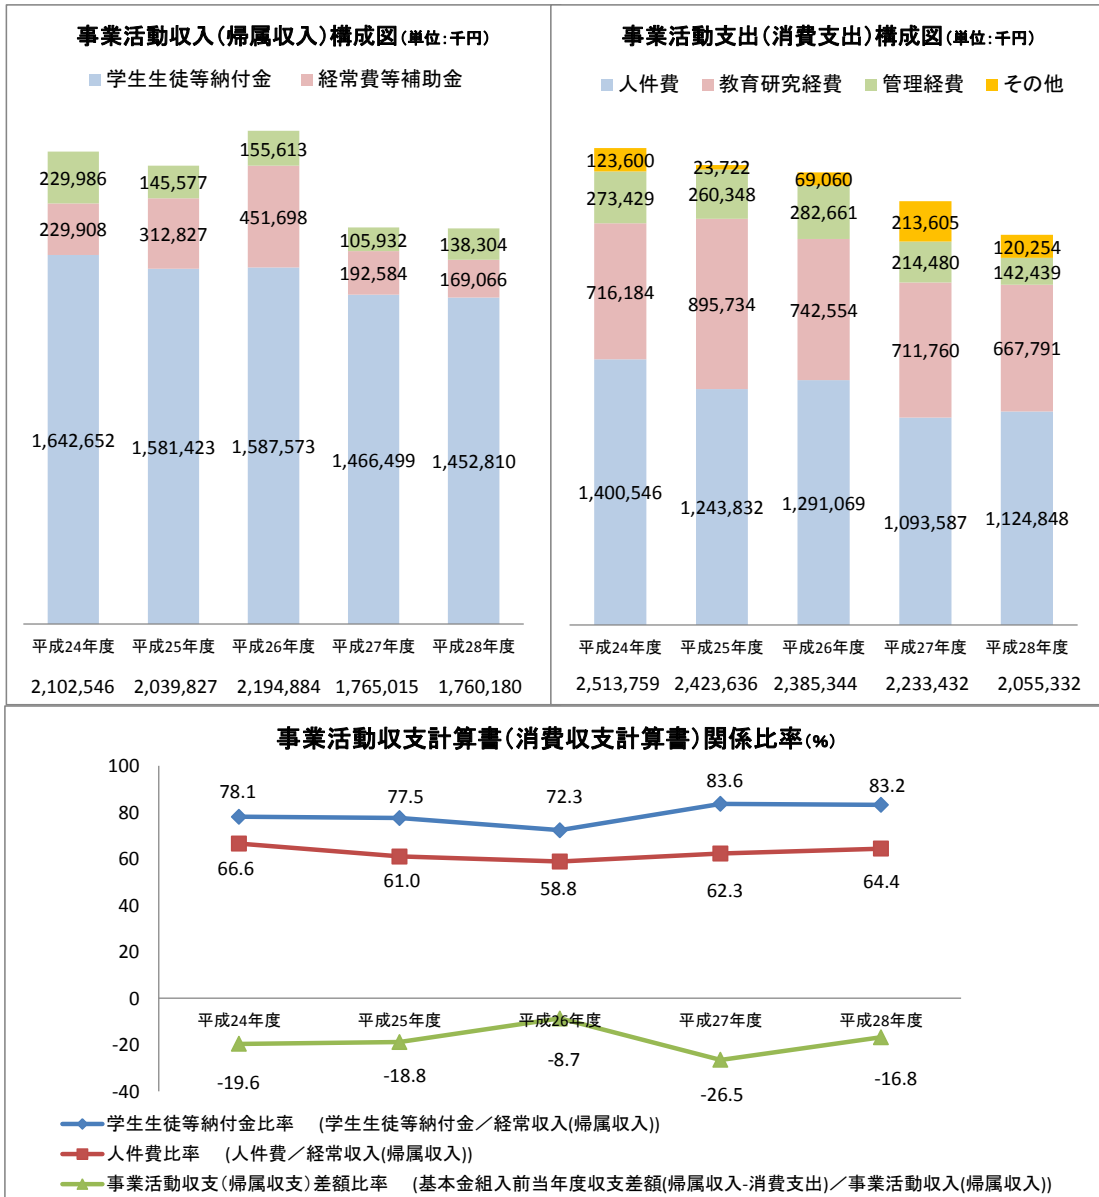 事業活動収入(帰属収入)構成図(単位:千円)
学生生徒等納付金 経常費等補助金
229,986 145,577 155,613 105,932 138,304
229,908 312,827 451,698 192,584 169,066
1,642,652 1,581,423 1,587,573 1,466,499 1,452,810
平成24年度 平成25年度 平成26年度 平成27年度 平成28年度
2,102,546 2,039,827 2,194,884 1,765,015 1,760,180
事業活動支出(消費支出)構成図(単位:千円)
人件費 教育研究経費 管理経費 その他
123,600 23,722 69,060 213,605 120,254
273,429 260,348 282,661 214,480 142,439
716,184 895,734 742,554 711,760 667,791
1,400,546 1,243,832 1,291,069 1,093,587 1,124,848
平成24年度 平成25年度 平成26年度 平成27年度 平成28年度
2,513,759 2,423,636 2,385,344 2,233,432 2,055,332
事業活動収支計算書(消費収支計算書)関係比率(%)
100
80
60
40
20
0
-20
-40
78.1 77.5 72.3 83.6 83.2
66.6 61.0 58.8 62.3 64.4
平成24年度 平成25年度 平成26年度 平成27年度 平成28年度
-19.6 -18.8 -8.7 -26.5 -16.8
学生生徒等納付金比率 (学生生徒等納付金/経常収入(帰属収入))
人件費比率 (人件費/経常収入(帰属収入))
事業活動収支(帰属収支)差額比率 (基本金組入前当年度収支差額(帰属収入-消費支出)/事業活動収入(帰属収入))